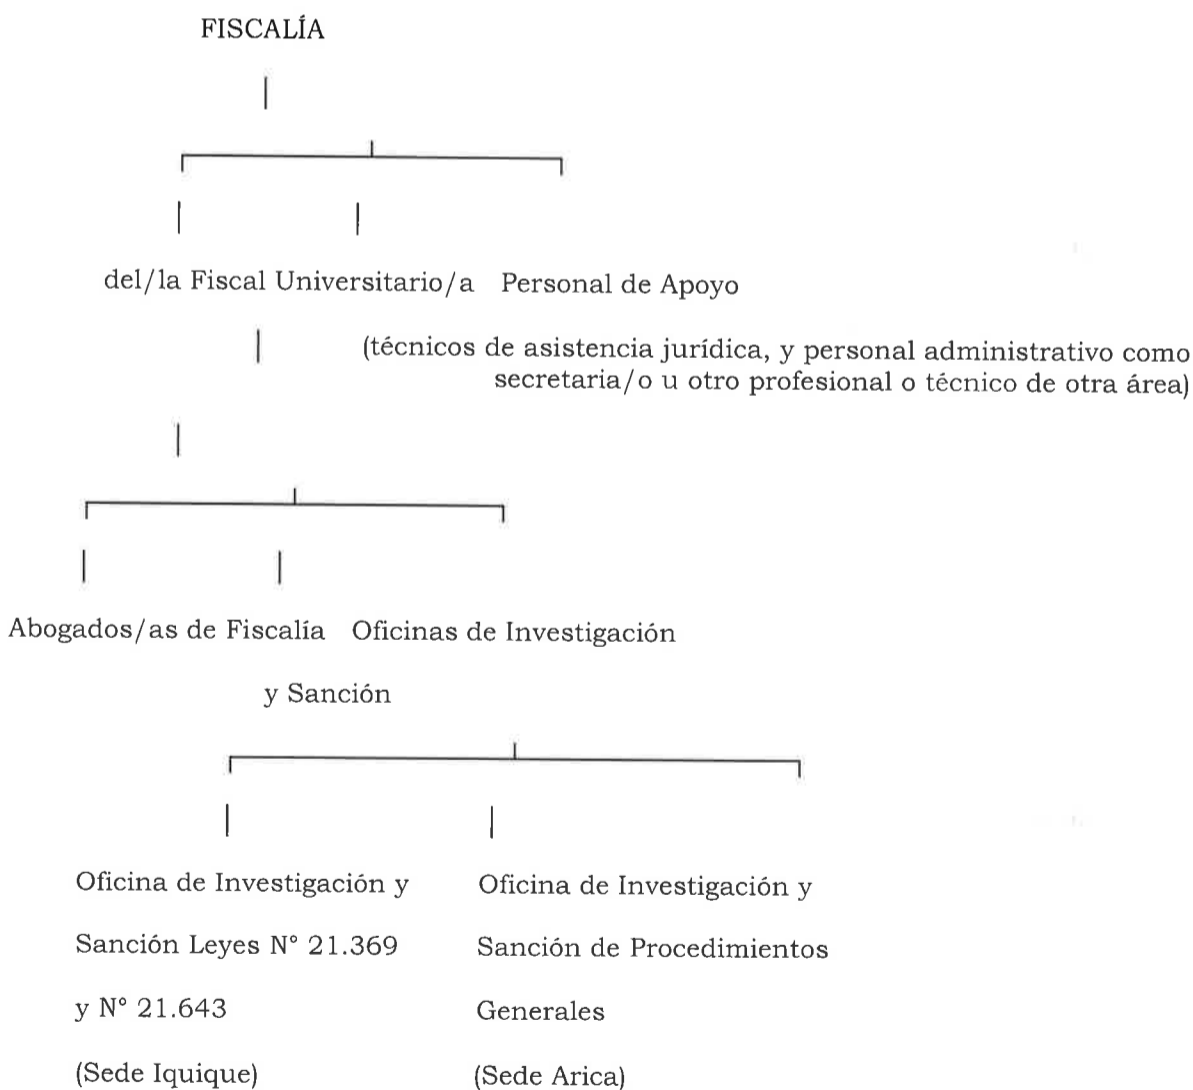 FISCALÍA
del/la Fiscal Universitario/a Personal de Apoyo
(técnicos de asistencia jurídica, y personal administrativo como
secretaria/o u otro profesional o técnico de otra área)
Abogados/as de Fiscalía Oficinas de Investigación
y Sanción
Oficina de Investigación y
Sanción Leyes N° 21.369
y N° 21.643
(Sede Iquique)
Oficina de Investigación y
Sanción de Procedimientos
Generales
(Sede Arica)